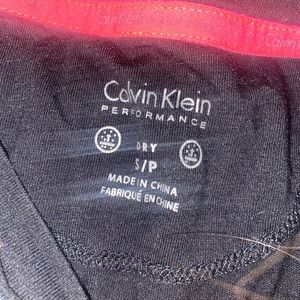 Calvin Klein
PERFORMANCE
DRY
S/P
MADE IN CHINA
FABRIQUÉ EN CHINE